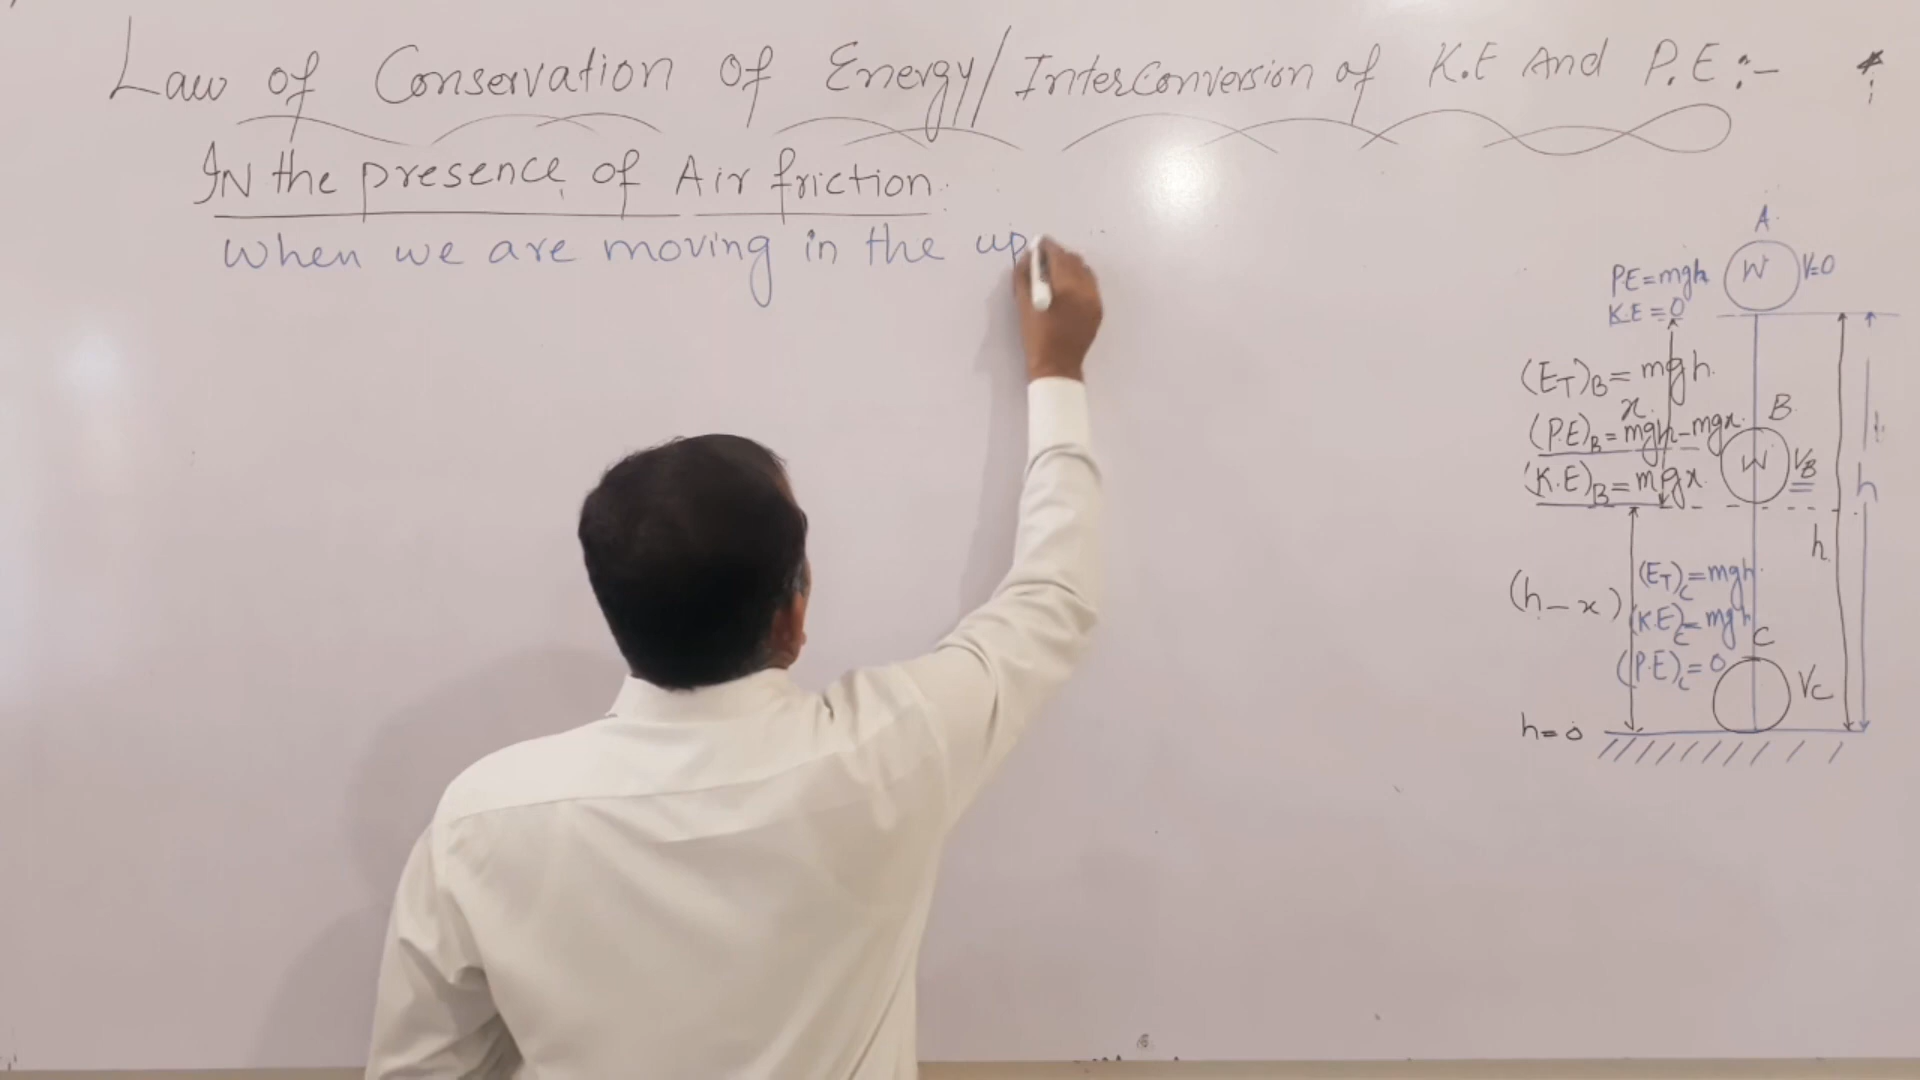 Law of Conservation of Energy/InterConversion of K.E And P.E:-
IN the presence of Air friction
When we are moving in the up
A
PE=mgh
W
V=0
K.E=0
(ET)B=mgh
x
B
(P.E)B=mgh-mgx
W
VB
(K.E)B=mgx
h
h
(h-x)
(ET)C=mgh
(K.E)C=mgh
C
(P.E)C=0
VC
h=0